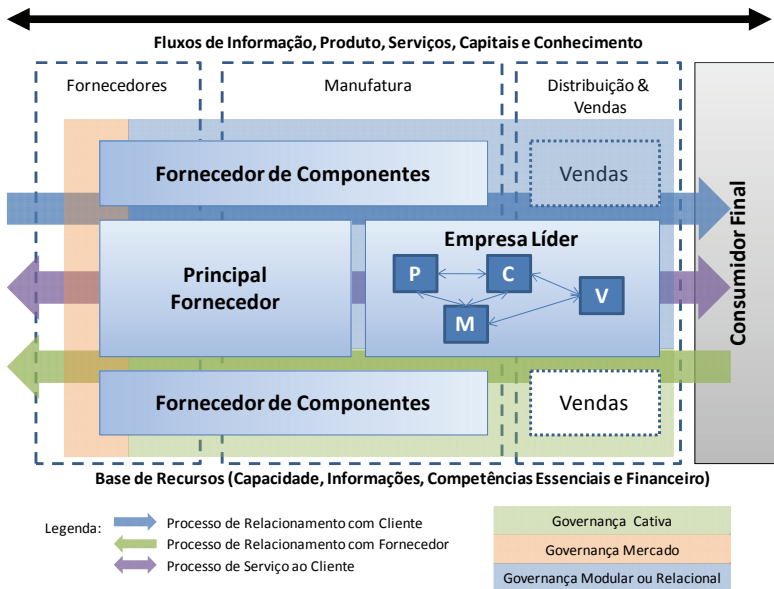 Fluxos de Informação, Produto, Serviços, Capitais e Conhecimento
Fornecedores
Manufatura
Distribuição &
Vendas
Fornecedor de Componentes
Vendas
Principal
Fornecedor
Empresa Líder
P
C
V
M
Consumidor Final
Fornecedor de Componentes
Vendas
Base de Recursos (Capacidade, Informações, Competências Essenciais e Financeiro)
Legenda:
Processo de Relacionamento com Cliente
Processo de Relacionamento com Fornecedor
Processo de Serviço ao Cliente
Governança Cativa
Governança Mercado
Governança Modular ou Relacional